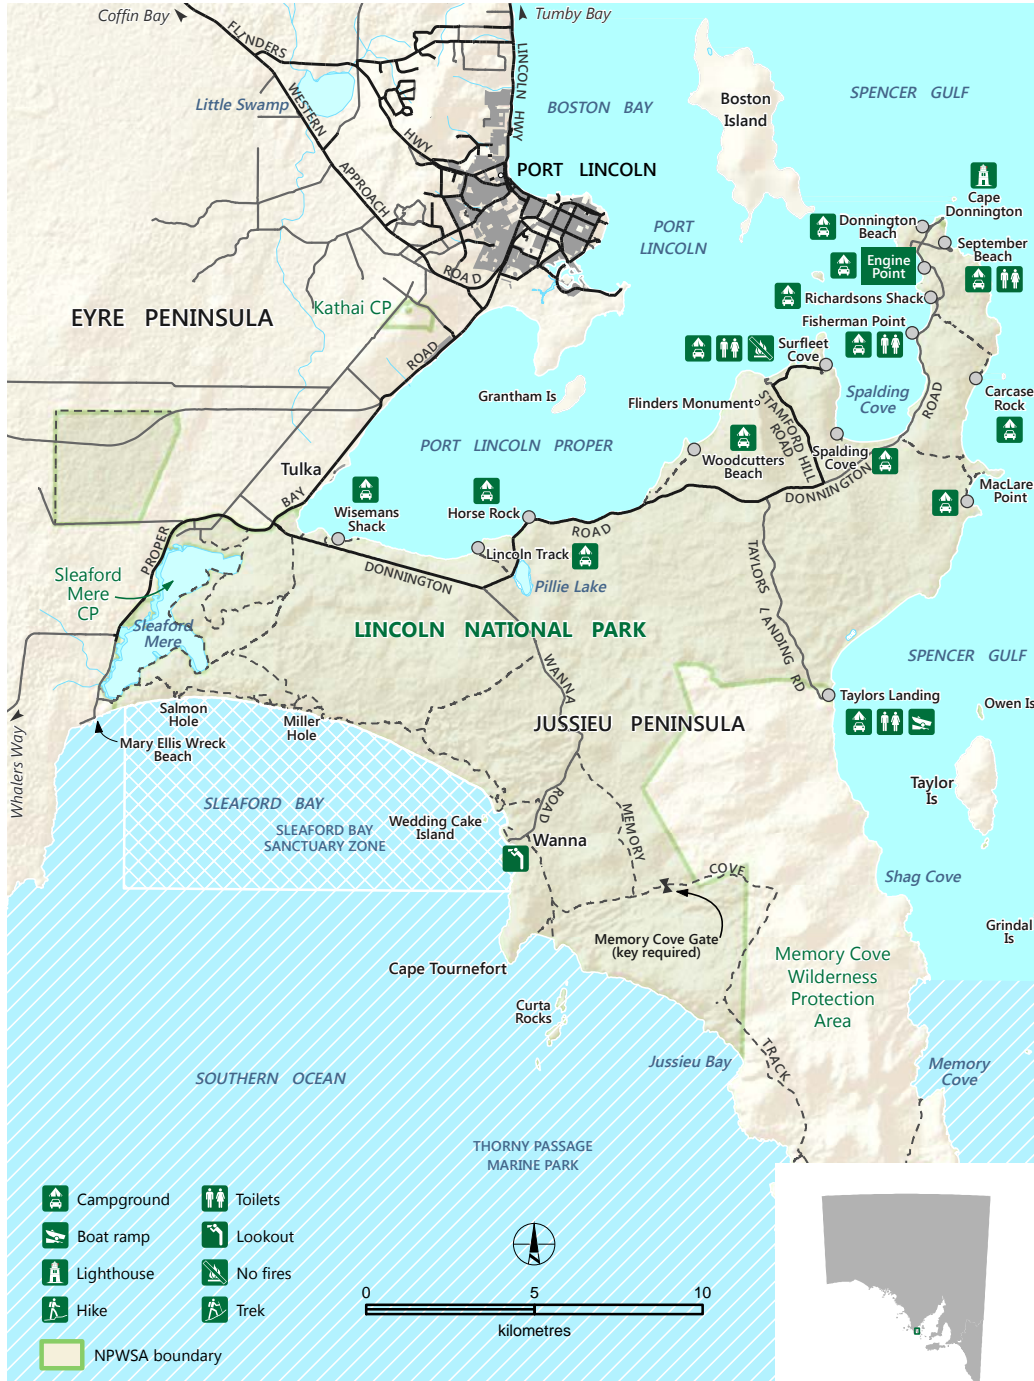 Coffin Bay
Tumby Bay
FLINDERS
HWY
LINCOLN HWY
WESTERN
APPROACH
ROAD
Little Swamp
BOSTON BAY
Boston
Island
SPENCER GULF
PORT LINCOLN
PORT
LINCOLN
Cape
Donnington
Donnington
Beach
September
Beach
Engine
Point
Richardsons Shack
Fisherman Point
Surfleet
Cove
Kathai CP
EYRE PENINSULA
ROAD
Grantham Is
Flinders Monument
STAMFORD HILL
ROAD
Spalding
Cove
ROAD
Carcase
Rock
PORT LINCOLN PROPER
Woodcutters
Beach
Spalding
Cove
Tulka
BAY
PROPER
Wisemans
Shack
Horse Rock
Lincoln Track
ROAD
DONNINGTON
MacLare
Point
DONNINGTON
Pillie Lake
TAYLORS LANDING RD
Sleaford
Mere
CP
Sleaford
Mere
LINCOLN NATIONAL PARK
SPENCER GULF
WANNA
ROAD
Taylors Landing
Owen Is
Salmon
Hole
Miller
Hole
JUSSIEU PENINSULA
Mary Ellis Wreck
Beach
Whalers Way
Taylor
Is
SLEAFORD BAY
SLEAFORD BAY
SANCTUARY ZONE
Wedding Cake
Island
Wanna
MEMORY
COVE
Shag Cove
Grindal
Is
Memory Cove Gate
(key required)
Memory Cove
Wilderness
Protection
Area
Cape Tournefort
Curta
Rocks
TRACK
Jussieu Bay
Memory
Cove
SOUTHERN OCEAN
THORNY PASSAGE
MARINE PARK
Campground
Toilets
Boat ramp
Lookout
Lighthouse
No fires
Hike
Trek
NPWSA boundary
0 5 10
kilometres